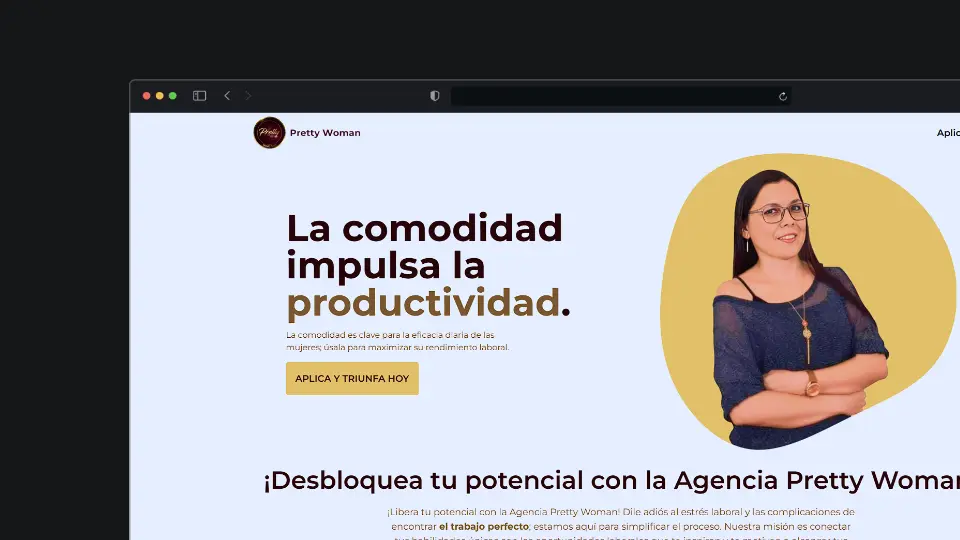 Pretty
Pretty Woman
Aplic
La comodidad
impulsa la
productividad.
La comodidad es clave para la eficacia diaria de las
mujeres; úsala para maximizar su rendimiento laboral.
APLICA Y TRIUNFA HOY
¡Desbloquea tu potencial con la Agencia Pretty Woman
¡Libera tu potencial con la Agencia Pretty Woman! Dile adiós al estrés laboral y las complicaciones de
encontrar el trabajo perfecto; estamos aquí para simplificar el proceso. Nuestra misión es conectar